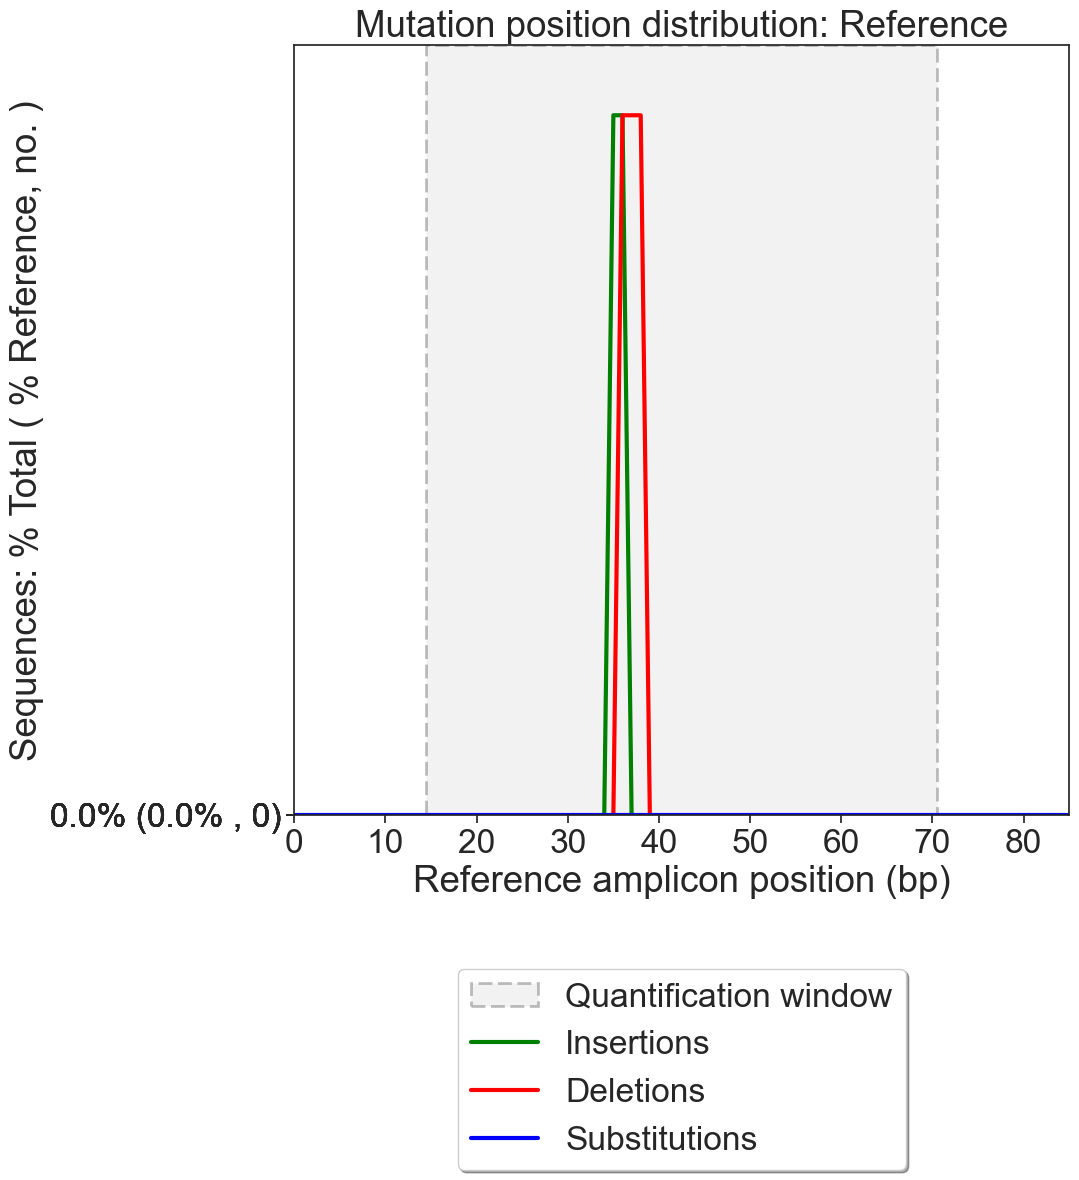 Mutation position distribution: Reference
Sequences: % Total ( % Reference, no. )
0.0% (0.0% , 0)
0 10 20 30 40 50 60 70 80
Reference amplicon position (bp)
Quantification window
Insertions
Deletions
Substitutions